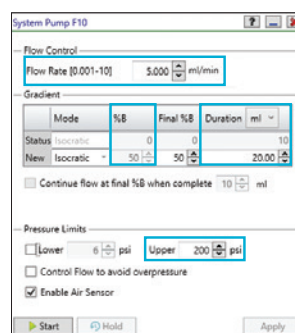 System Pump F10 ?
Flow Control
Flow Rate [0.001-10] 5.000 ml/min
Gradient
Mode %B Final %B Duration ml
Status Isocratic 0 0 10
New Isocratic 50 50 20.00
Continue flow at final %B when complete 10 ml
Pressure Limits
Lower 6 psi Upper 200 psi
Control Flow to avoid overpressure
Enable Air Sensor
Start Hold Apply